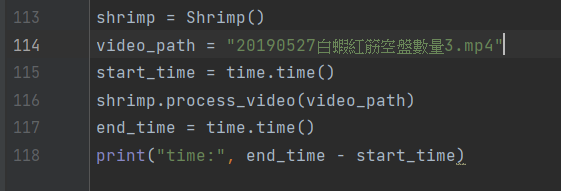 113 shrimp = Shrimp()
114 video_path = "20190527白蝦紅筋空盤數量3.mp4"
115 start_time = time.time()
116 shrimp.process_video(video_path)
117 end_time = time.time()
118 print("time:", end_time - start_time)